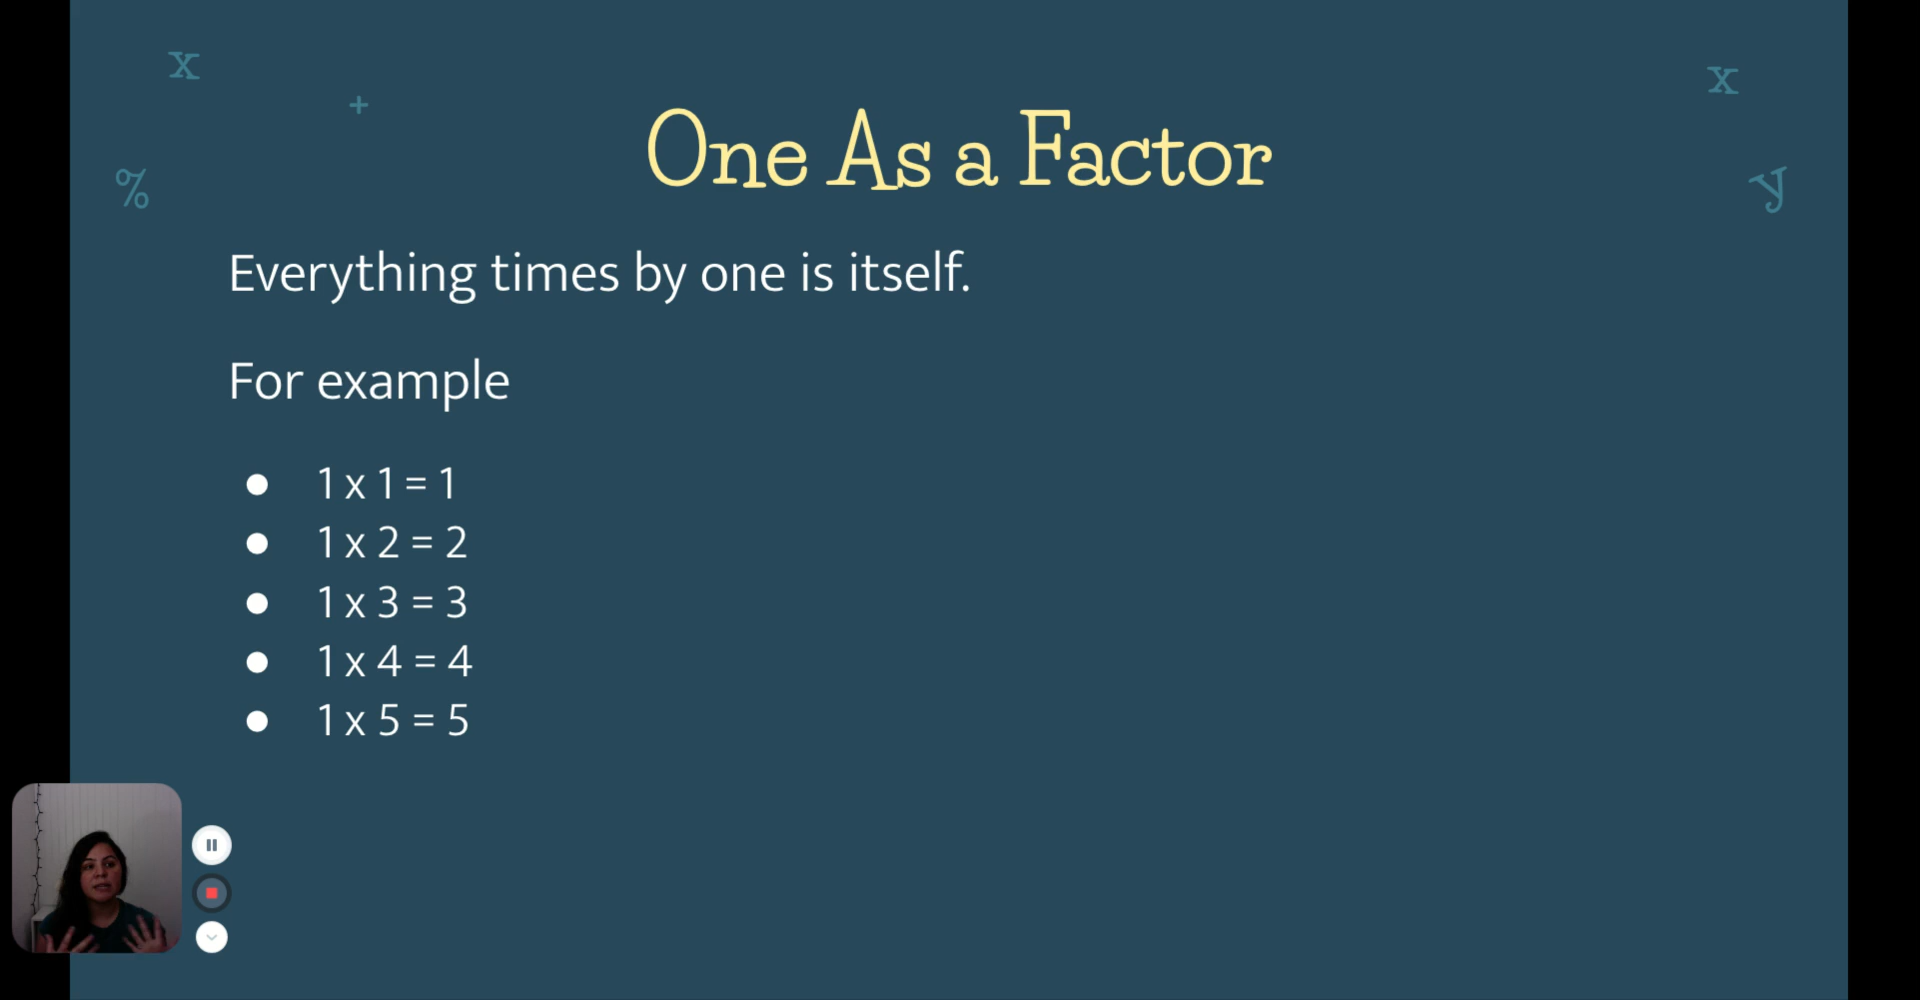 x
x
+
One As a Factor
%
y
Everything times by one is itself.
For example
● 1 x 1 = 1
● 1 x 2 = 2
● 1 x 3 = 3
● 1 x 4 = 4
● 1 x 5 = 5